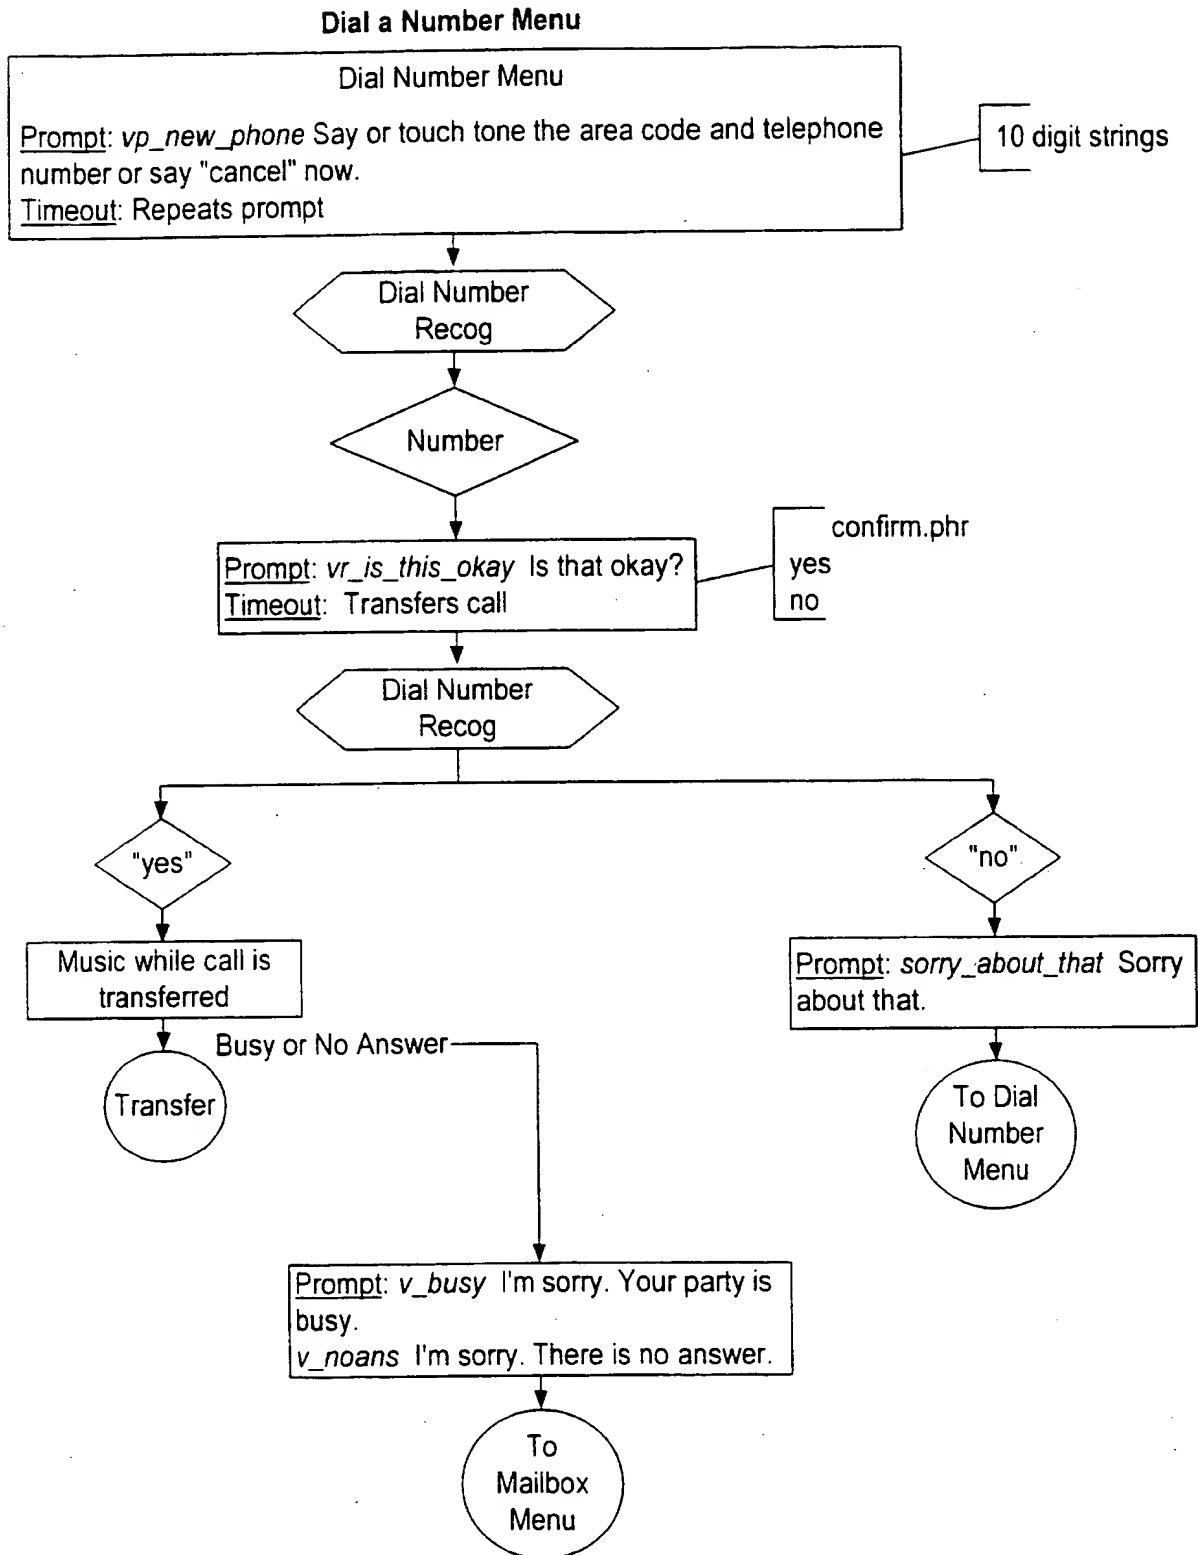 Dial a Number Menu
Dial Number Menu
Prompt: vp_new_phone Say or touch tone the area code and telephone
number or say "cancel" now.
Timeout: Repeats prompt
10 digit strings
Dial Number
Recog
Number
Prompt: vr_is_this_okay Is that okay?
Timeout: Transfers call
confirm.phr
yes
no
Dial Number
Recog
"yes"
"no"
Music while call is
transferred
Prompt: sorry_about_that Sorry
about that.
Busy or No Answer
Transfer
To Dial
Number
Menu
Prompt: v_busy I'm sorry. Your party is
busy.
v_noans I'm sorry. There is no answer.
To
Mailbox
Menu